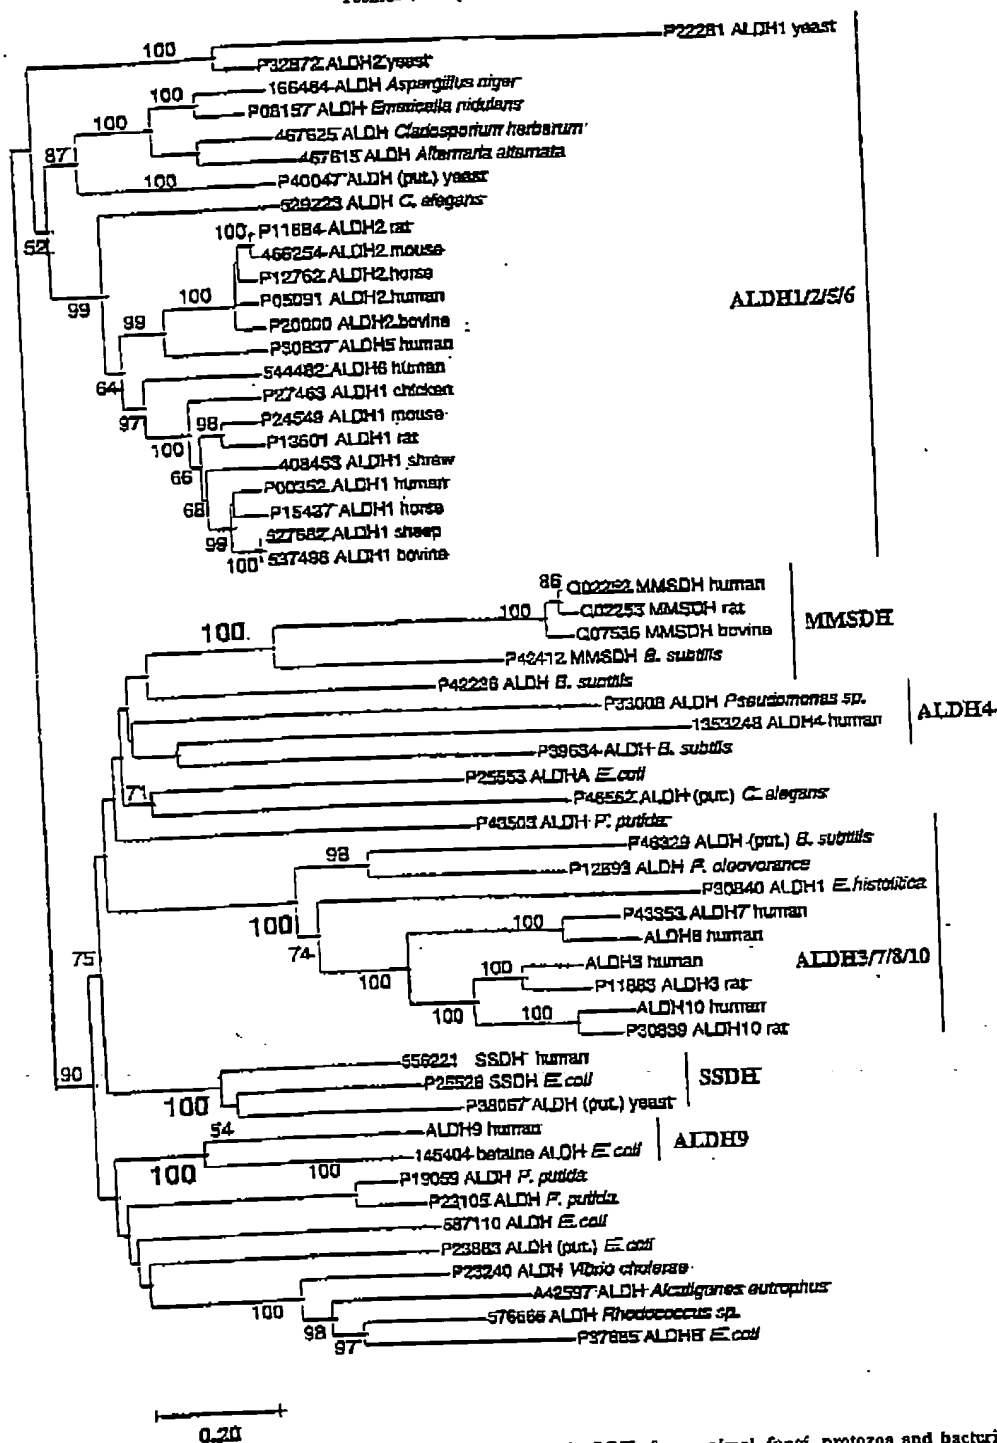 P22281 ALDH1 yeast
100
P32872 ALDH2 yeast
166484 ALDH Aspergillus niger
100
P08157 ALDH Emericella nidulans
100
467625 ALDH Cladosporium herbarum
87
467615 ALDH Alternaria alternata
100
P40047 ALDH (put.) yeast
529223 ALDH C. elegans
52
100 P11884 ALDH2 rat
466254 ALDH2 mouse
P12762 ALDH2 horse
100
P05091 ALDH2 human
ALDH1/2/5/6
99
99
P20000 ALDH2 bovine
P30837 ALDH5 human
544482 ALDH6 human
64
P27463 ALDH1 chicken
97
98
P24549 ALDH1 mouse
100
P13601 ALDH1 rat
408453 ALDH1 shrew
66
P00352 ALDH1 human
68
P15437 ALDH1 horse
527682 ALDH1 sheep
99
100
537498 ALDH1 bovine
86
Q02252 MMSDH human
100
Q02253 MMSDH rat
MMSDH
100.
Q07536 MMSDH bovine
P42412 MMSDH B. subtilis
P42236 ALDH B. subtilis
P33008 ALDH Pseudomonas sp.
ALDH4
1353248 ALDH4 human
P39634 ALDH B. subtilis
P25553 ALDHA E.coli
71
P46562 ALDH (put.) C. elegans
P43503 ALDH P. putida
P46329 ALDH (put.) B. subtilis
98
P12693 ALDH P. oleovorance
P30840 ALDH1 E.histolitica
100
P43353 ALDH7 human
100
ALDH8 human
74
ALDH3/7/8/10
75
ALDH3 human
100
100
P11883 ALDH3 rat
ALDH10 human
100
100
P30839 ALDH10 rat
556221 SSDH human
90
P25528 SSDH E.coli
SSDH
100
P38067 ALDH (put.) yeast
54
ALDH9 human
ALDH9
145404 betaine ALDH E.coli
100
100
P19059 ALDH P. putida
P23105 ALDH P. putida
587110 ALDH E.coli
P23883 ALDH (put.) E.coli
P23240 ALDH Vibrio cholerae
A42597 ALDH Alcaligenes eutrophus
100
576666 ALDH Rhodococcus sp.
98
P37685 ALDHB E.coli
97
0.20
animal, fungi, protozoa and bacteri